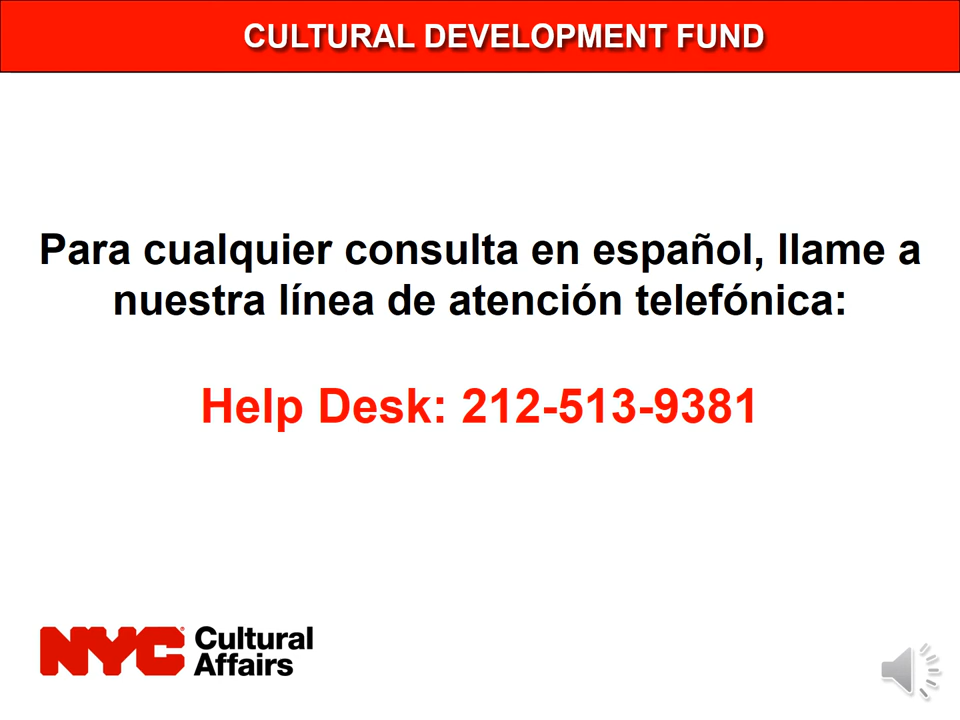 CULTURAL DEVELOPMENT FUND
Para cualquier consulta en español, llame a
nuestra línea de atención telefónica:
Help Desk: 212-513-9381
NYC Cultural
Affairs